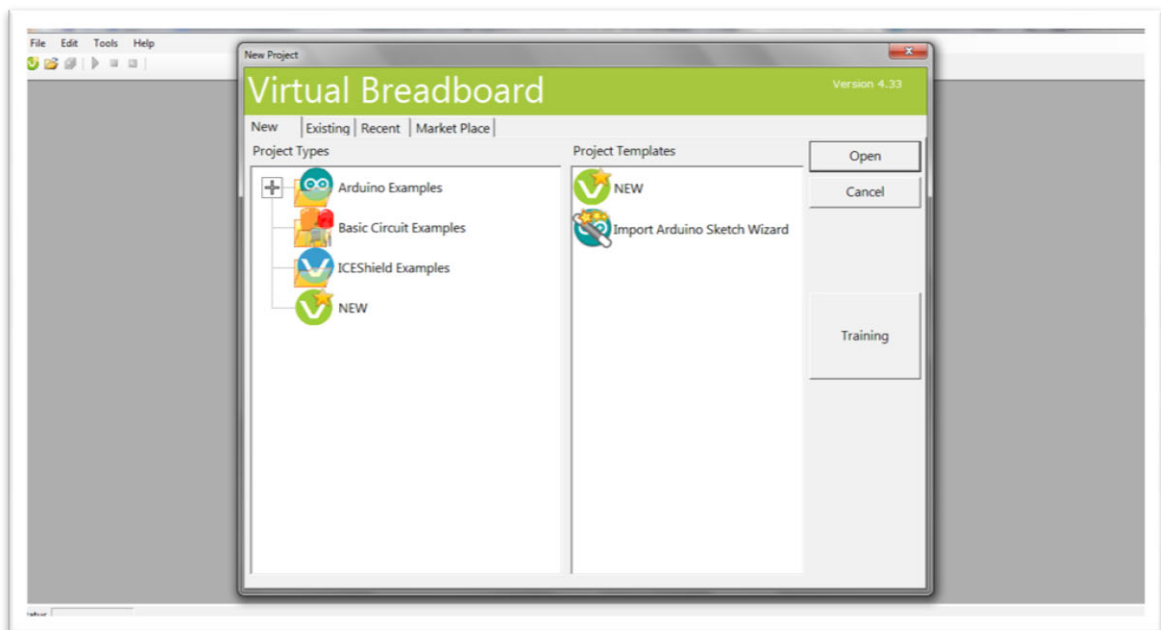 File Edit Tools Help
New Project
Virtual Breadboard
Version 4.33
New Existing Recent Market Place
Project Types
Arduino Examples
Basic Circuit Examples
ICEShield Examples
NEW
Project Templates
NEW
Import Arduino Sketch Wizard
Open
Cancel
Training